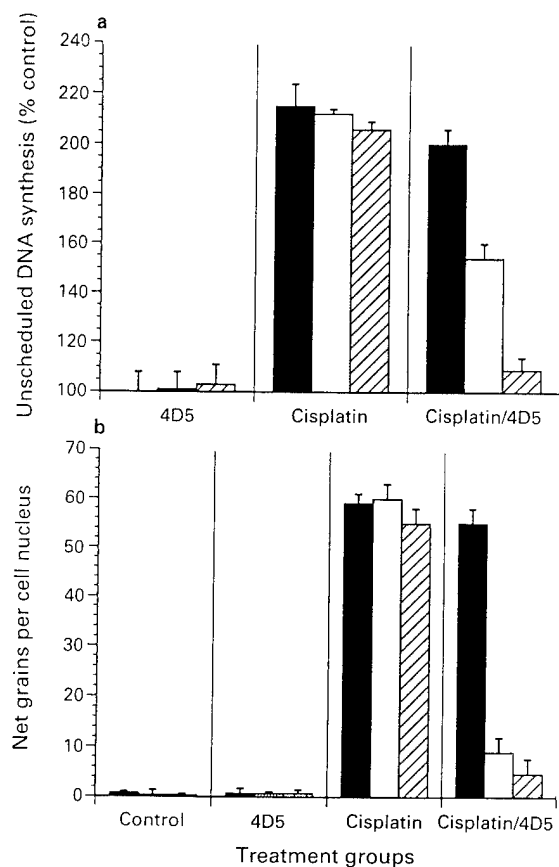 a
Unscheduled DNA synthesis (% control)
240
220
200
180
160
140
120
100
4D5
Cisplatin
Cisplatin/4D5
b
Net grains per cell nucleus
70
60
50
40
30
20
10
0
Control
4D5
Cisplatin
Cisplatin/4D5
Treatment groups